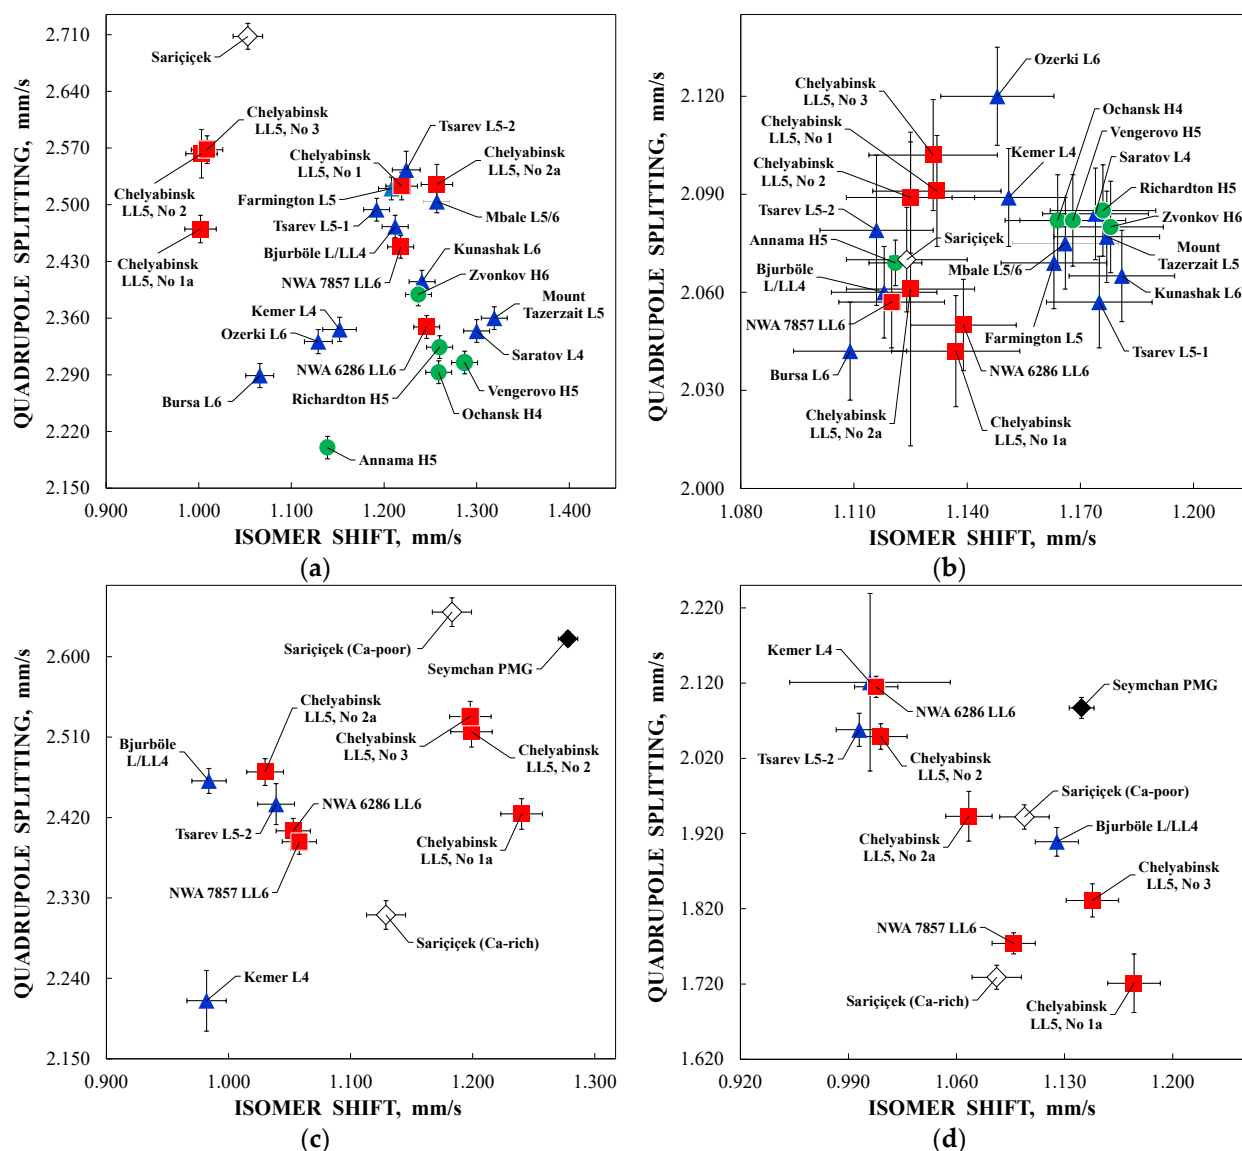 QUADRUPOLE SPLITTING, mm/s
2.710
2.640
2.570
2.500
2.430
2.360
2.290
2.220
2.150
Sariçiçek
Chelyabinsk
LL5, No 3
Chelyabinsk
LL5, No 2
Chelyabinsk
LL5, No 1a
Tsarev L5-2
Chelyabinsk
LL5, No 1
Chelyabinsk
LL5, No 2a
Farmington L5
Mbale L5/6
Tsarev L5-1
Bjurböle L/LL4
Kunashak L6
NWA 7857 LL6
Zvonkov H6
Kemer L4
Mount
Tazerzait L5
Ozerki L6
Saratov L4
NWA 6286 LL6
Bursa L6
Richardton H5
Vengerovo H5
Ochansk H4
Annama H5
0.900 1.000 1.100 1.200 1.300 1.400
ISOMER SHIFT, mm/s
(a)
QUADRUPOLE SPLITTING, mm/s
2.120
2.090
2.060
2.030
2.000
Ozerki L6
Chelyabinsk
LL5, No 3
Ochansk H4
Chelyabinsk
LL5, No 1
Vengerovo H5
Saratov L4
Chelyabinsk
LL5, No 2
Kemer L4
Richardton H5
Tsarev L5-2
Zvonkov H6
Annama H5
Sariçiçek
Mount
Tazerzait L5
Mbale L5/6
Bjurböle
L/LL4
Kunashak L6
NWA 7857 LL6
Farmington L5
Tsarev L5-1
Bursa L6
NWA 6286 LL6
Chelyabinsk
LL5, No 2a
Chelyabinsk
LL5, No 1a
1.080 1.110 1.140 1.170 1.200
ISOMER SHIFT, mm/s
(b)
QUADRUPOLE SPLITTING, mm/s
2.600
2.510
2.420
2.330
2.240
2.150
Sariçiçek (Ca-poor)
Seymchan PMG
Chelyabinsk
LL5, No 2a
Bjurböle
L/LL4
Chelyabinsk
LL5, No 3
Chelyabinsk
LL5, No 2
Tsarev L5-2
NWA 6286 LL6
Chelyabinsk
LL5, No 1a
NWA 7857 LL6
Sariçiçek (Ca-rich)
Kemer L4
0.900 1.000 1.100 1.200 1.300
ISOMER SHIFT, mm/s
(c)
QUADRUPOLE SPLITTING, mm/s
2.220
2.120
2.020
1.920
1.820
1.720
1.620
Kemer L4
Seymchan PMG
NWA 6286 LL6
Tsarev L5-2
Chelyabinsk
LL5, No 2
Sariçiçek (Ca-poor)
Bjurböle L/LL4
Chelyabinsk
LL5, No 2a
Chelyabinsk
LL5, No 3
NWA 7857 LL6
Sariçiçek (Ca-rich)
Chelyabinsk
LL5, No 1a
0.920 0.990 1.060 1.130 1.200
ISOMER SHIFT, mm/s
(d)